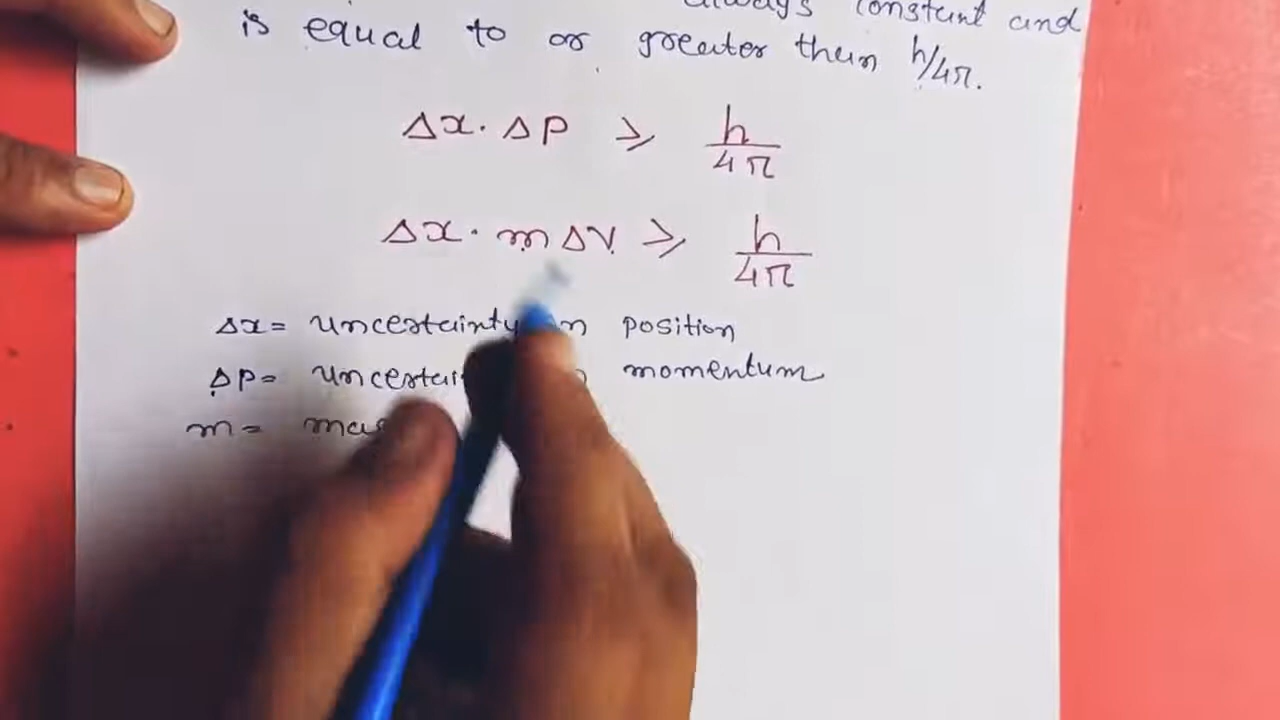 always constant and
is equal to or greater than h/4π.
Δx. Δp ≥ h/4π
Δx. mΔv ≥ h/4π
Δx = uncertainty in position
Δp = momentum
m =